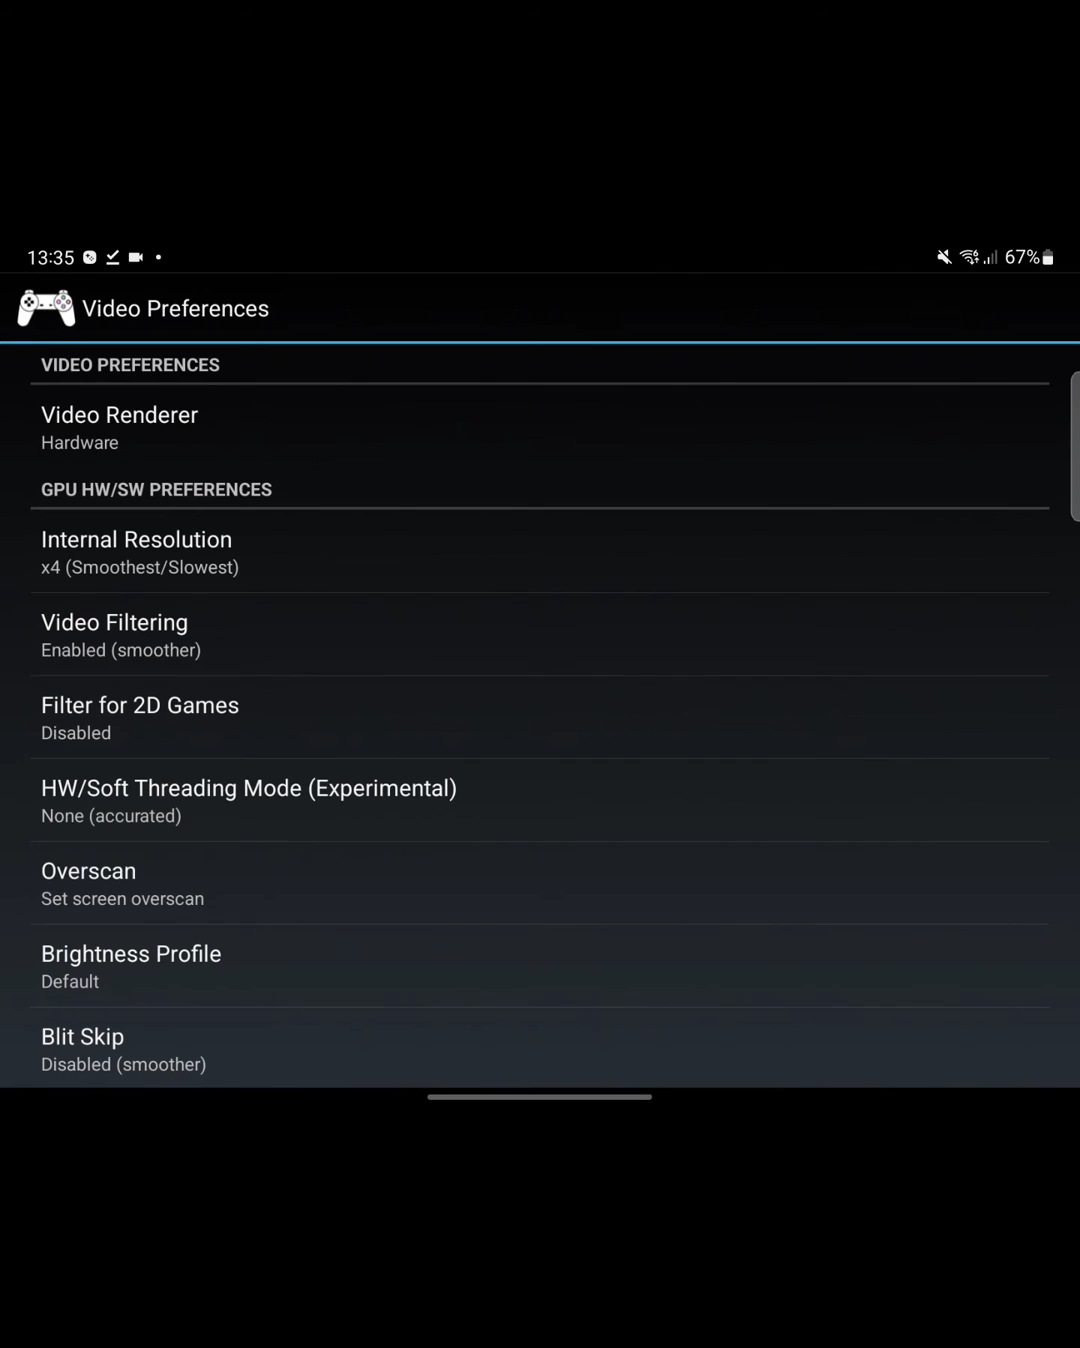 13:35 67%
Video Preferences
VIDEO PREFERENCES
Video Renderer
Hardware
GPU HW/SW PREFERENCES
Internal Resolution
x4 (Smoothest/Slowest)
Video Filtering
Enabled (smoother)
Filter for 2D Games
Disabled
HW/Soft Threading Mode (Experimental)
None (accurated)
Overscan
Set screen overscan
Brightness Profile
Default
Blit Skip
Disabled (smoother)